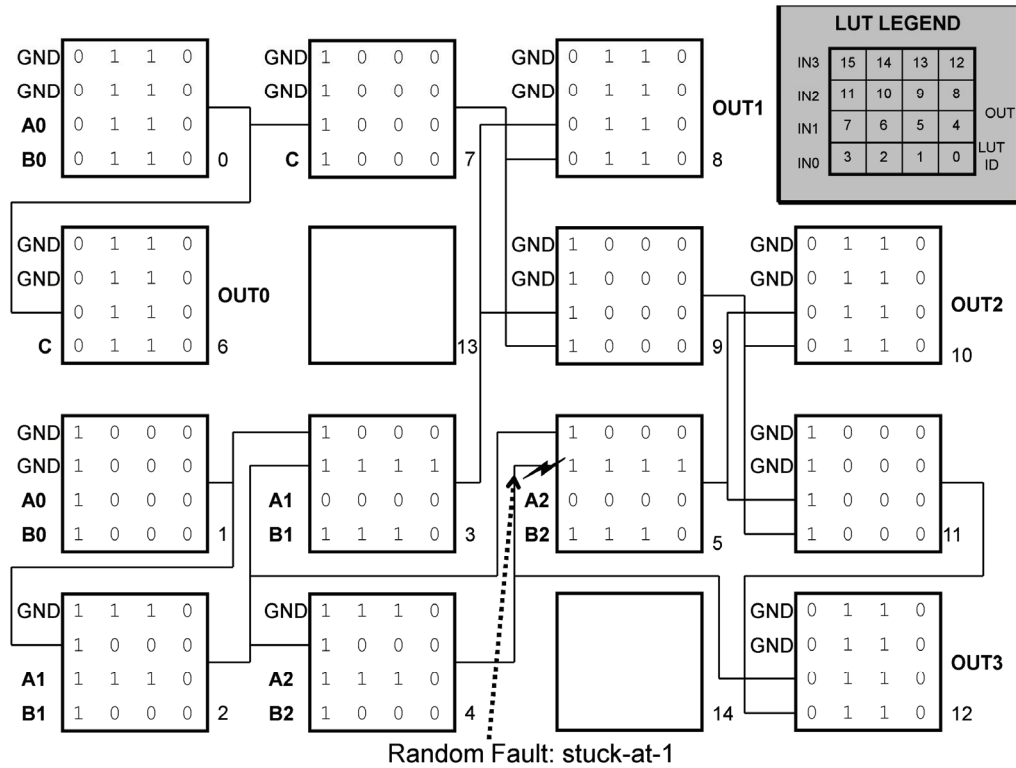 LUT LEGEND
IN3 15 14 13 12
IN2 11 10 9 8
OUT
IN1 7 6 5 4
IN0 3 2 1 0
LUT ID
GND 0 1 1 0
GND 0 1 1 0
A0 0 1 1 0
B0 0 1 1 0
0
GND 1 0 0 0
GND 1 0 0 0
1 0 0 0
C 1 0 0 0
7
GND 0 1 1 0
GND 0 1 1 0
0 1 1 0
0 1 1 0
OUT1
8
GND 0 1 1 0
GND 0 1 1 0
0 1 1 0
C 0 1 1 0
OUT0
6
13
GND 1 0 0 0
GND 1 0 0 0
1 0 0 0
1 0 0 0
9
GND 0 1 1 0
GND 0 1 1 0
0 1 1 0
0 1 1 0
OUT2
10
GND 1 0 0 0
GND 1 0 0 0
A0 1 0 0 0
B0 1 0 0 0
1
1 0 0 0
1 1 1 1
A1 0 0 0 0
B1 1 1 1 0
3
1 0 0 0
1 1 1 1
A2 0 0 0 0
B2 1 1 1 0
5
GND 1 0 0 0
GND 1 0 0 0
1 0 0 0
1 0 0 0
11
GND 1 1 1 0
1 0 0 0
A1 1 1 1 0
B1 1 0 0 0
2
GND 1 1 1 0
1 0 0 0
A2 1 1 1 0
B2 1 0 0 0
4
14
GND 0 1 1 0
GND 0 1 1 0
0 1 1 0
0 1 1 0
OUT3
12
Random Fault: stuck-at-1